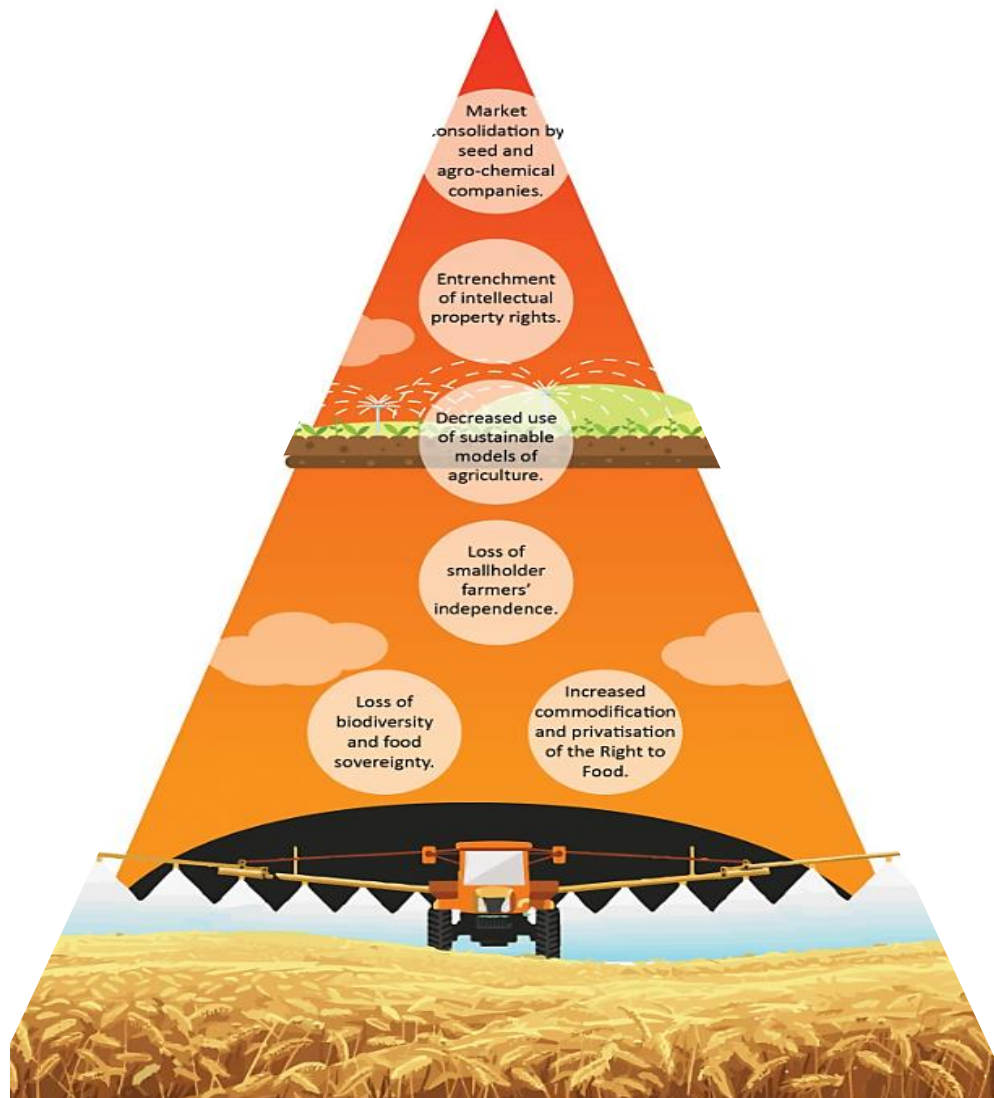 Market
consolidation by
seed and
agro-chemical
companies.
Entrenchment
of intellectual
property rights.
Decreased use
of sustainable
models of
agriculture.
Loss of
smallholder
farmers’
independence.
Loss of
biodiversity
and food
sovereignty.
Increased
commodification
and privatisation
of the Right to
Food.